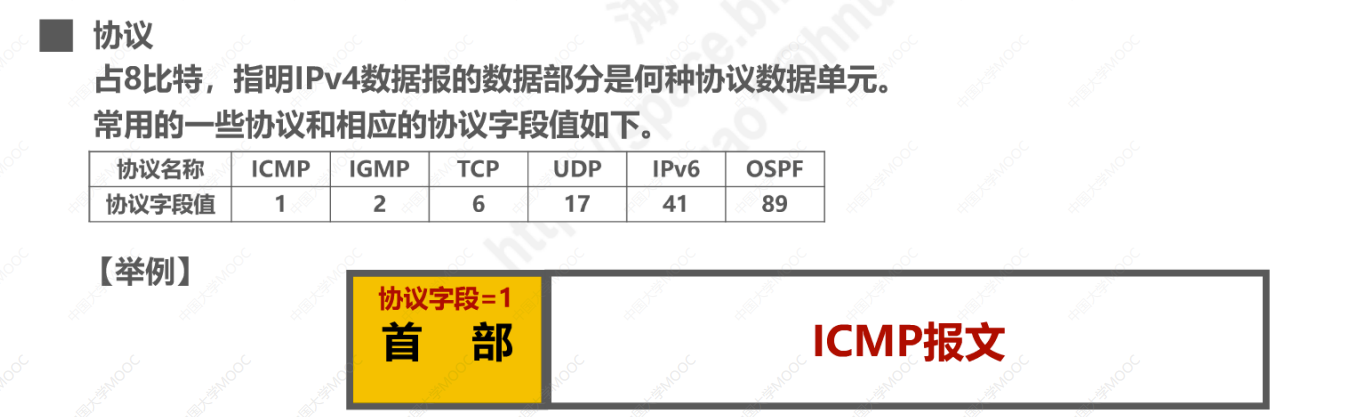 协议
占8比特，指明IPv4数据报的数据部分是何种协议数据单元。
常用的一些协议和相应的协议字段值如下。
协议名称 ICMP IGMP TCP UDP IPv6 OSPF
协议字段值 1 2 6 17 41 89
【举例】
协议字段=1
首 部
ICMP报文